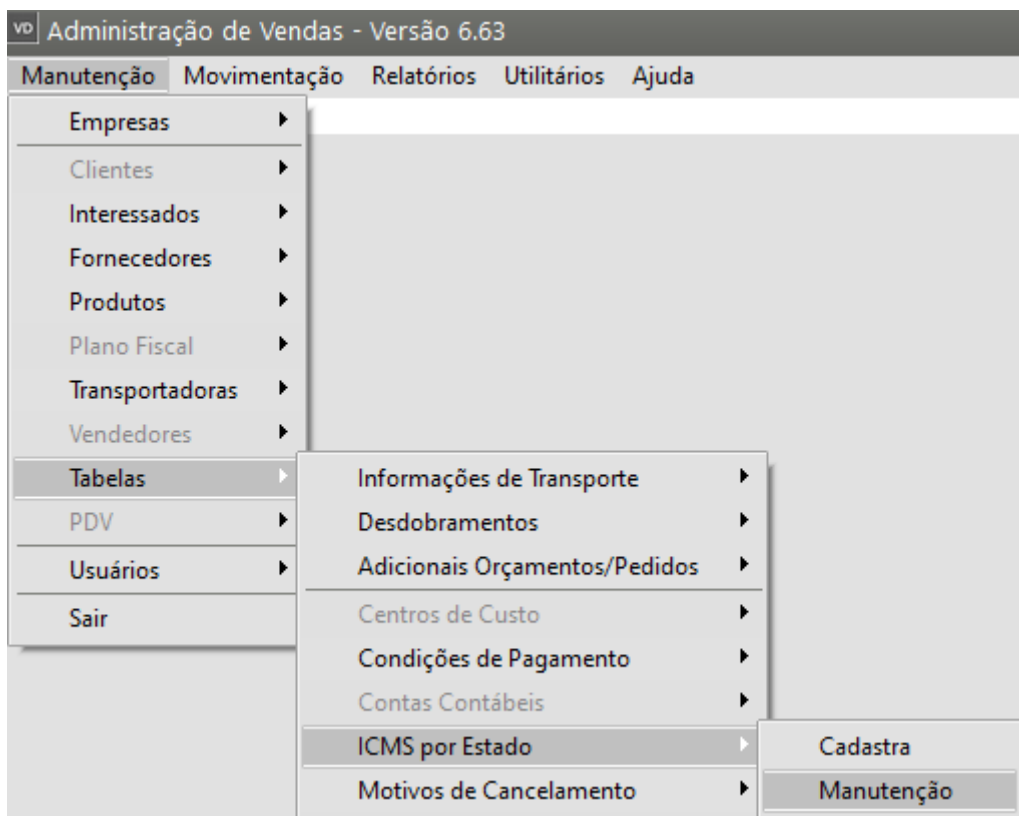 VD Administração de Vendas - Versão 6.63
Manutenção Movimentação Relatórios Utilitários Ajuda
Empresas
Clientes
Interessados
Fornecedores
Produtos
Plano Fiscal
Transportadoras
Vendedores
Tabelas
PDV
Usuários
Sair
Informações de Transporte
Desdobramentos
Adicionais Orçamentos/Pedidos
Centros de Custo
Condições de Pagamento
Contas Contábeis
ICMS por Estado
Motivos de Cancelamento
Cadastra
Manutenção